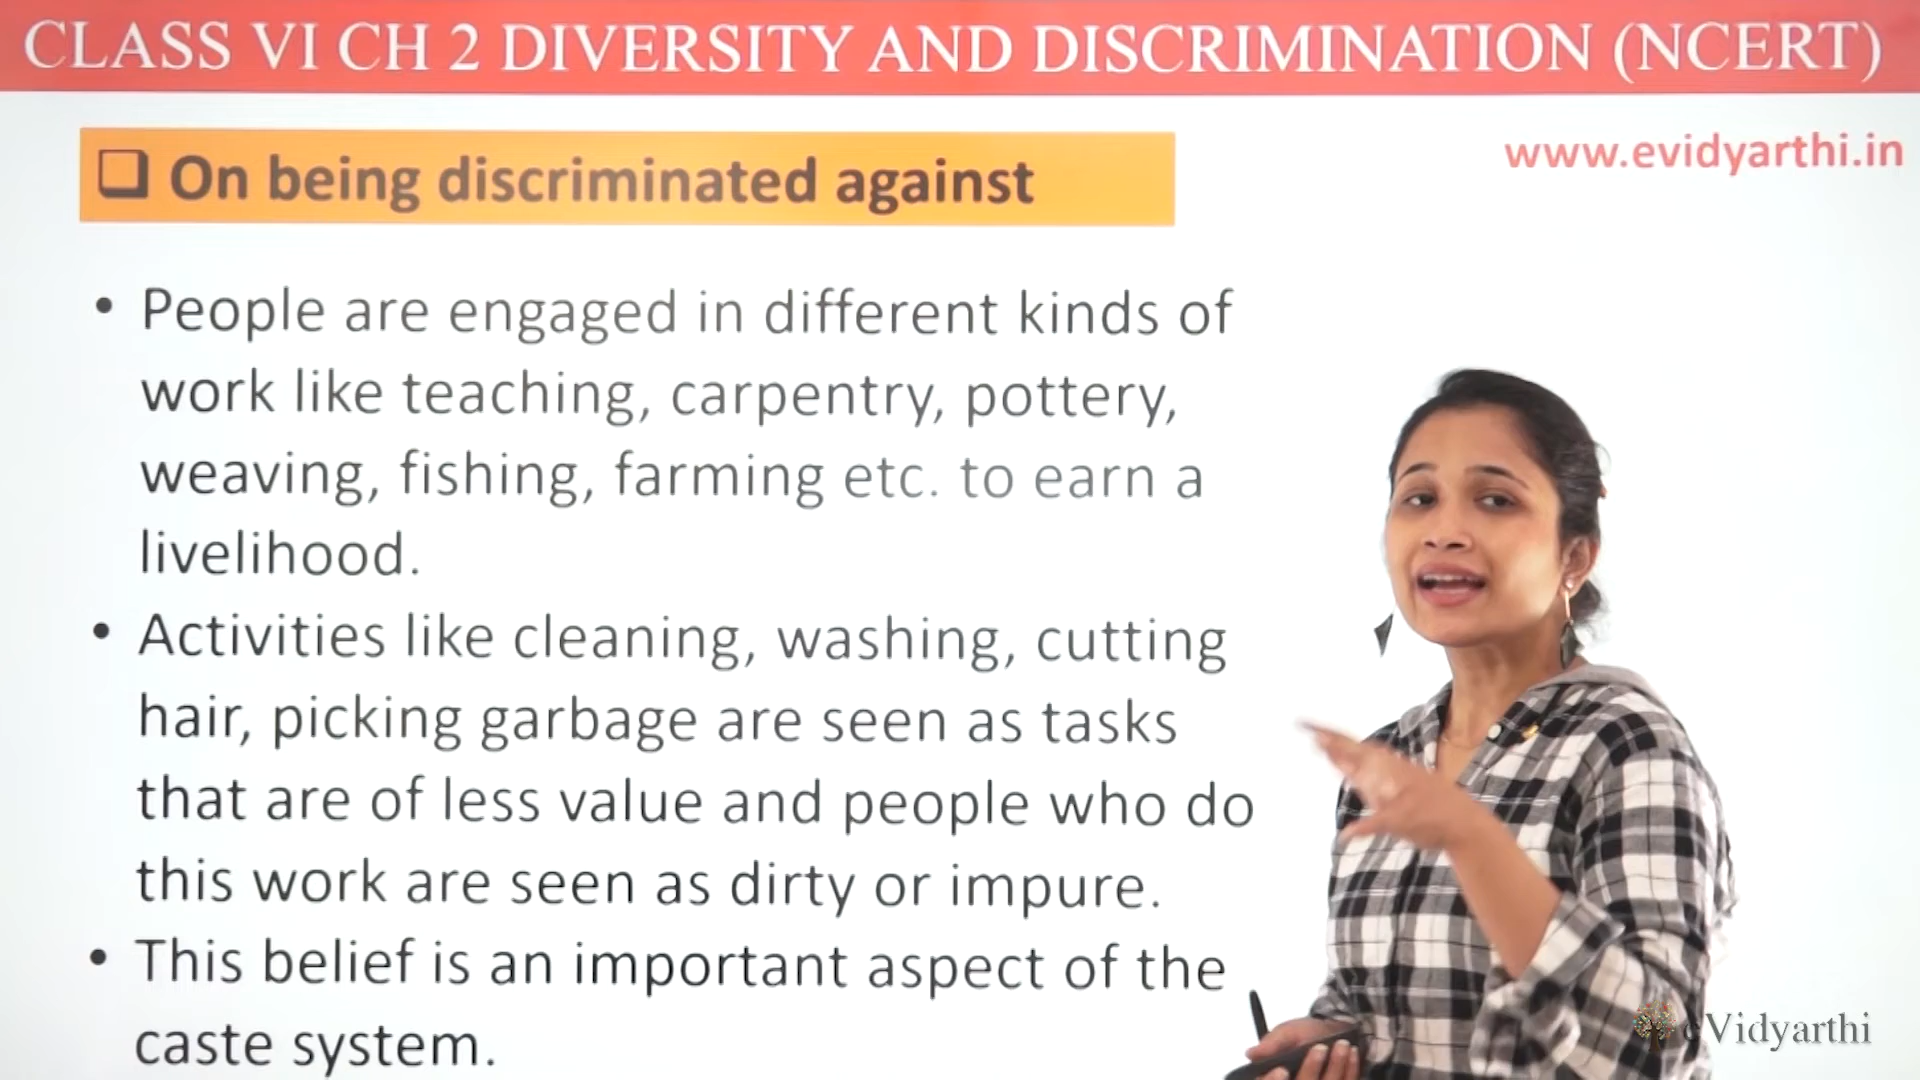 CLASS VI CH 2 DIVERSITY AND DISCRIMINATION (NCERT)
www.evidyarthi.in
❑ On being discriminated against
• People are engaged in different kinds of
work like teaching, carpentry, pottery,
weaving, fishing, farming etc. to earn a
livelihood.
• Activities like cleaning, washing, cutting
hair, picking garbage are seen as tasks
that are of less value and people who do
this work are seen as dirty or impure.
• This belief is an important aspect of the
caste system.
eVidyarthi